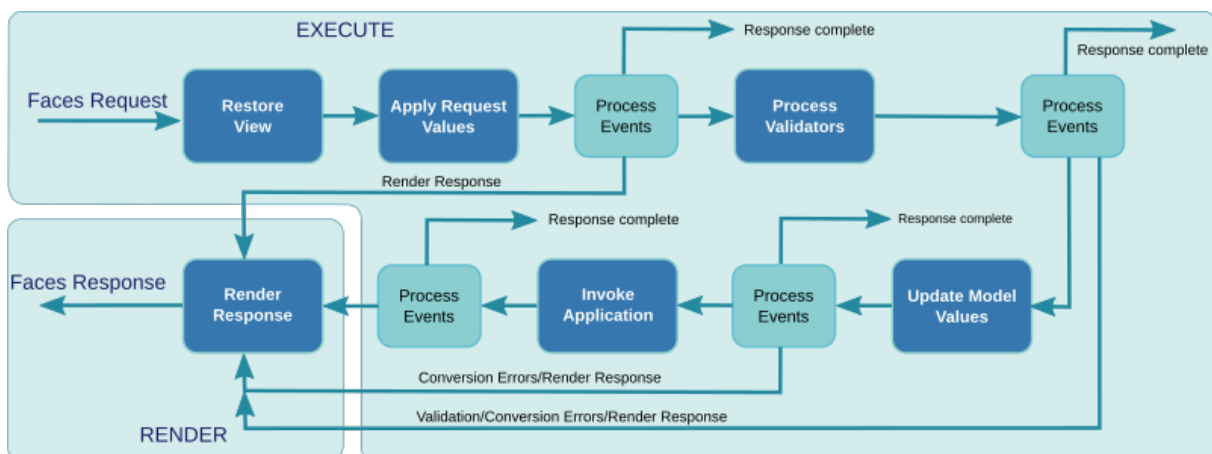 EXECUTE
Response complete
Response complete
Faces Request
Restore
View
Apply Request
Values
Process
Events
Process
Validators
Process
Events
Render Response
Response complete
Response complete
Faces Response
Render
Response
Process
Events
Invoke
Application
Process
Events
Update Model
Values
Conversion Errors/Render Response
Validation/Conversion Errors/Render Response
RENDER